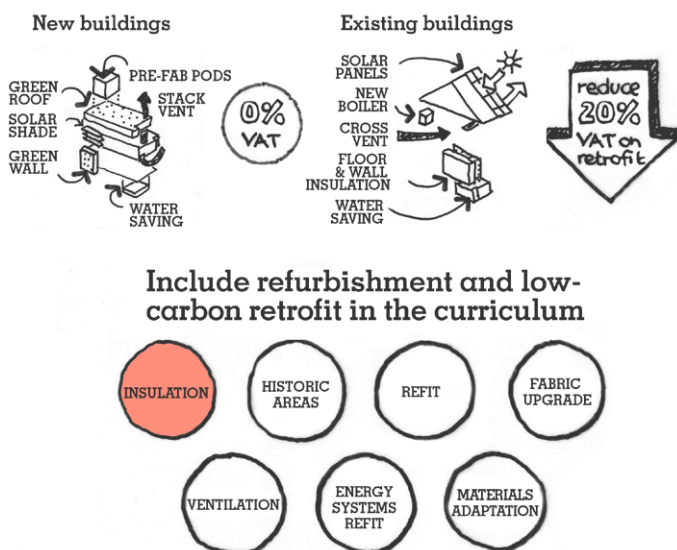 New buildings
PRE-FAB PODS
GREEN
ROOF
STACK
VENT
SOLAR
SHADE
GREEN
WALL
WATER
SAVING
0%
VAT
Existing buildings
SOLAR
PANELS
NEW
BOILER
CROSS
VENT
FLOOR
& WALL
INSULATION
WATER
SAVING
reduce
20%
VAT on
retrofit
Include refurbishment and low-
carbon retrofit in the curriculum
INSULATION
HISTORIC
AREAS
REFIT
FABRIC
UPGRADE
VENTILATION
ENERGY
SYSTEMS
REFIT
MATERIALS
ADAPTATION